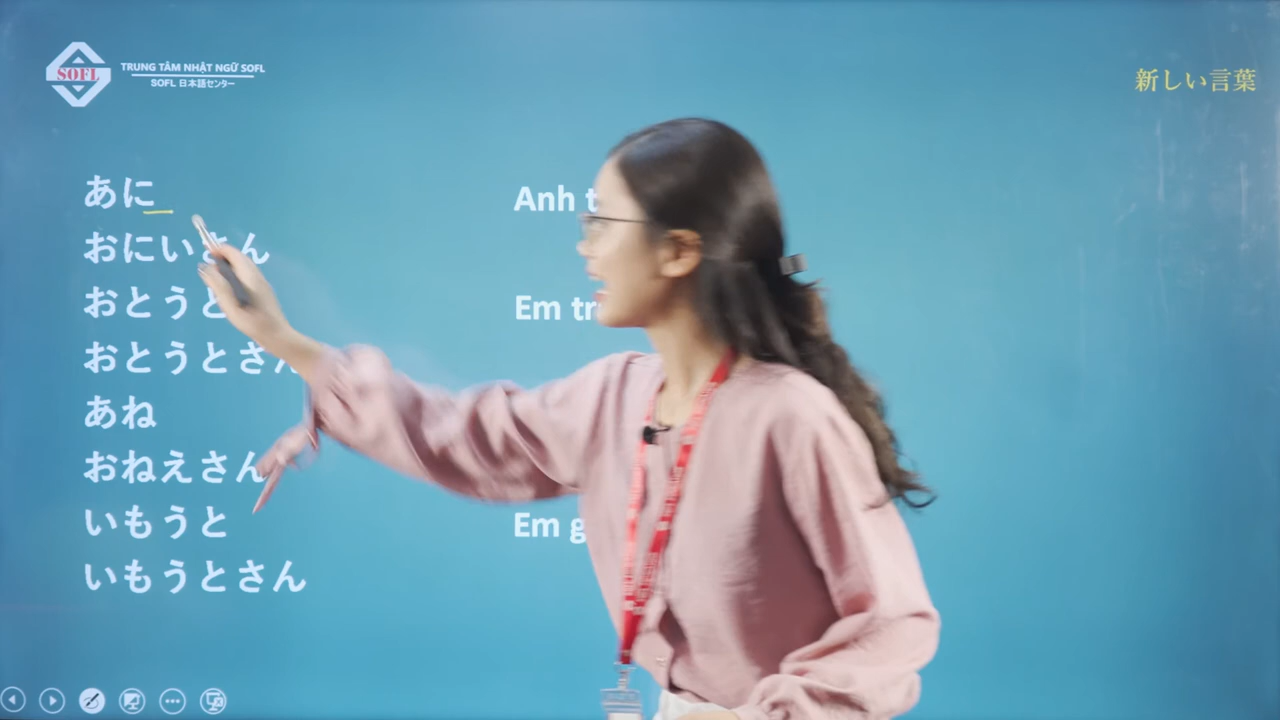 SOFL
TRUNG TÂM NHẬT NGỮ SOFL
SOFL 日本語センター
新しい言葉
あに
Anh
おにいさん
おとうと
Em
おとうとさん
あね
おねえさん
いもうと
Em
いもうとさん